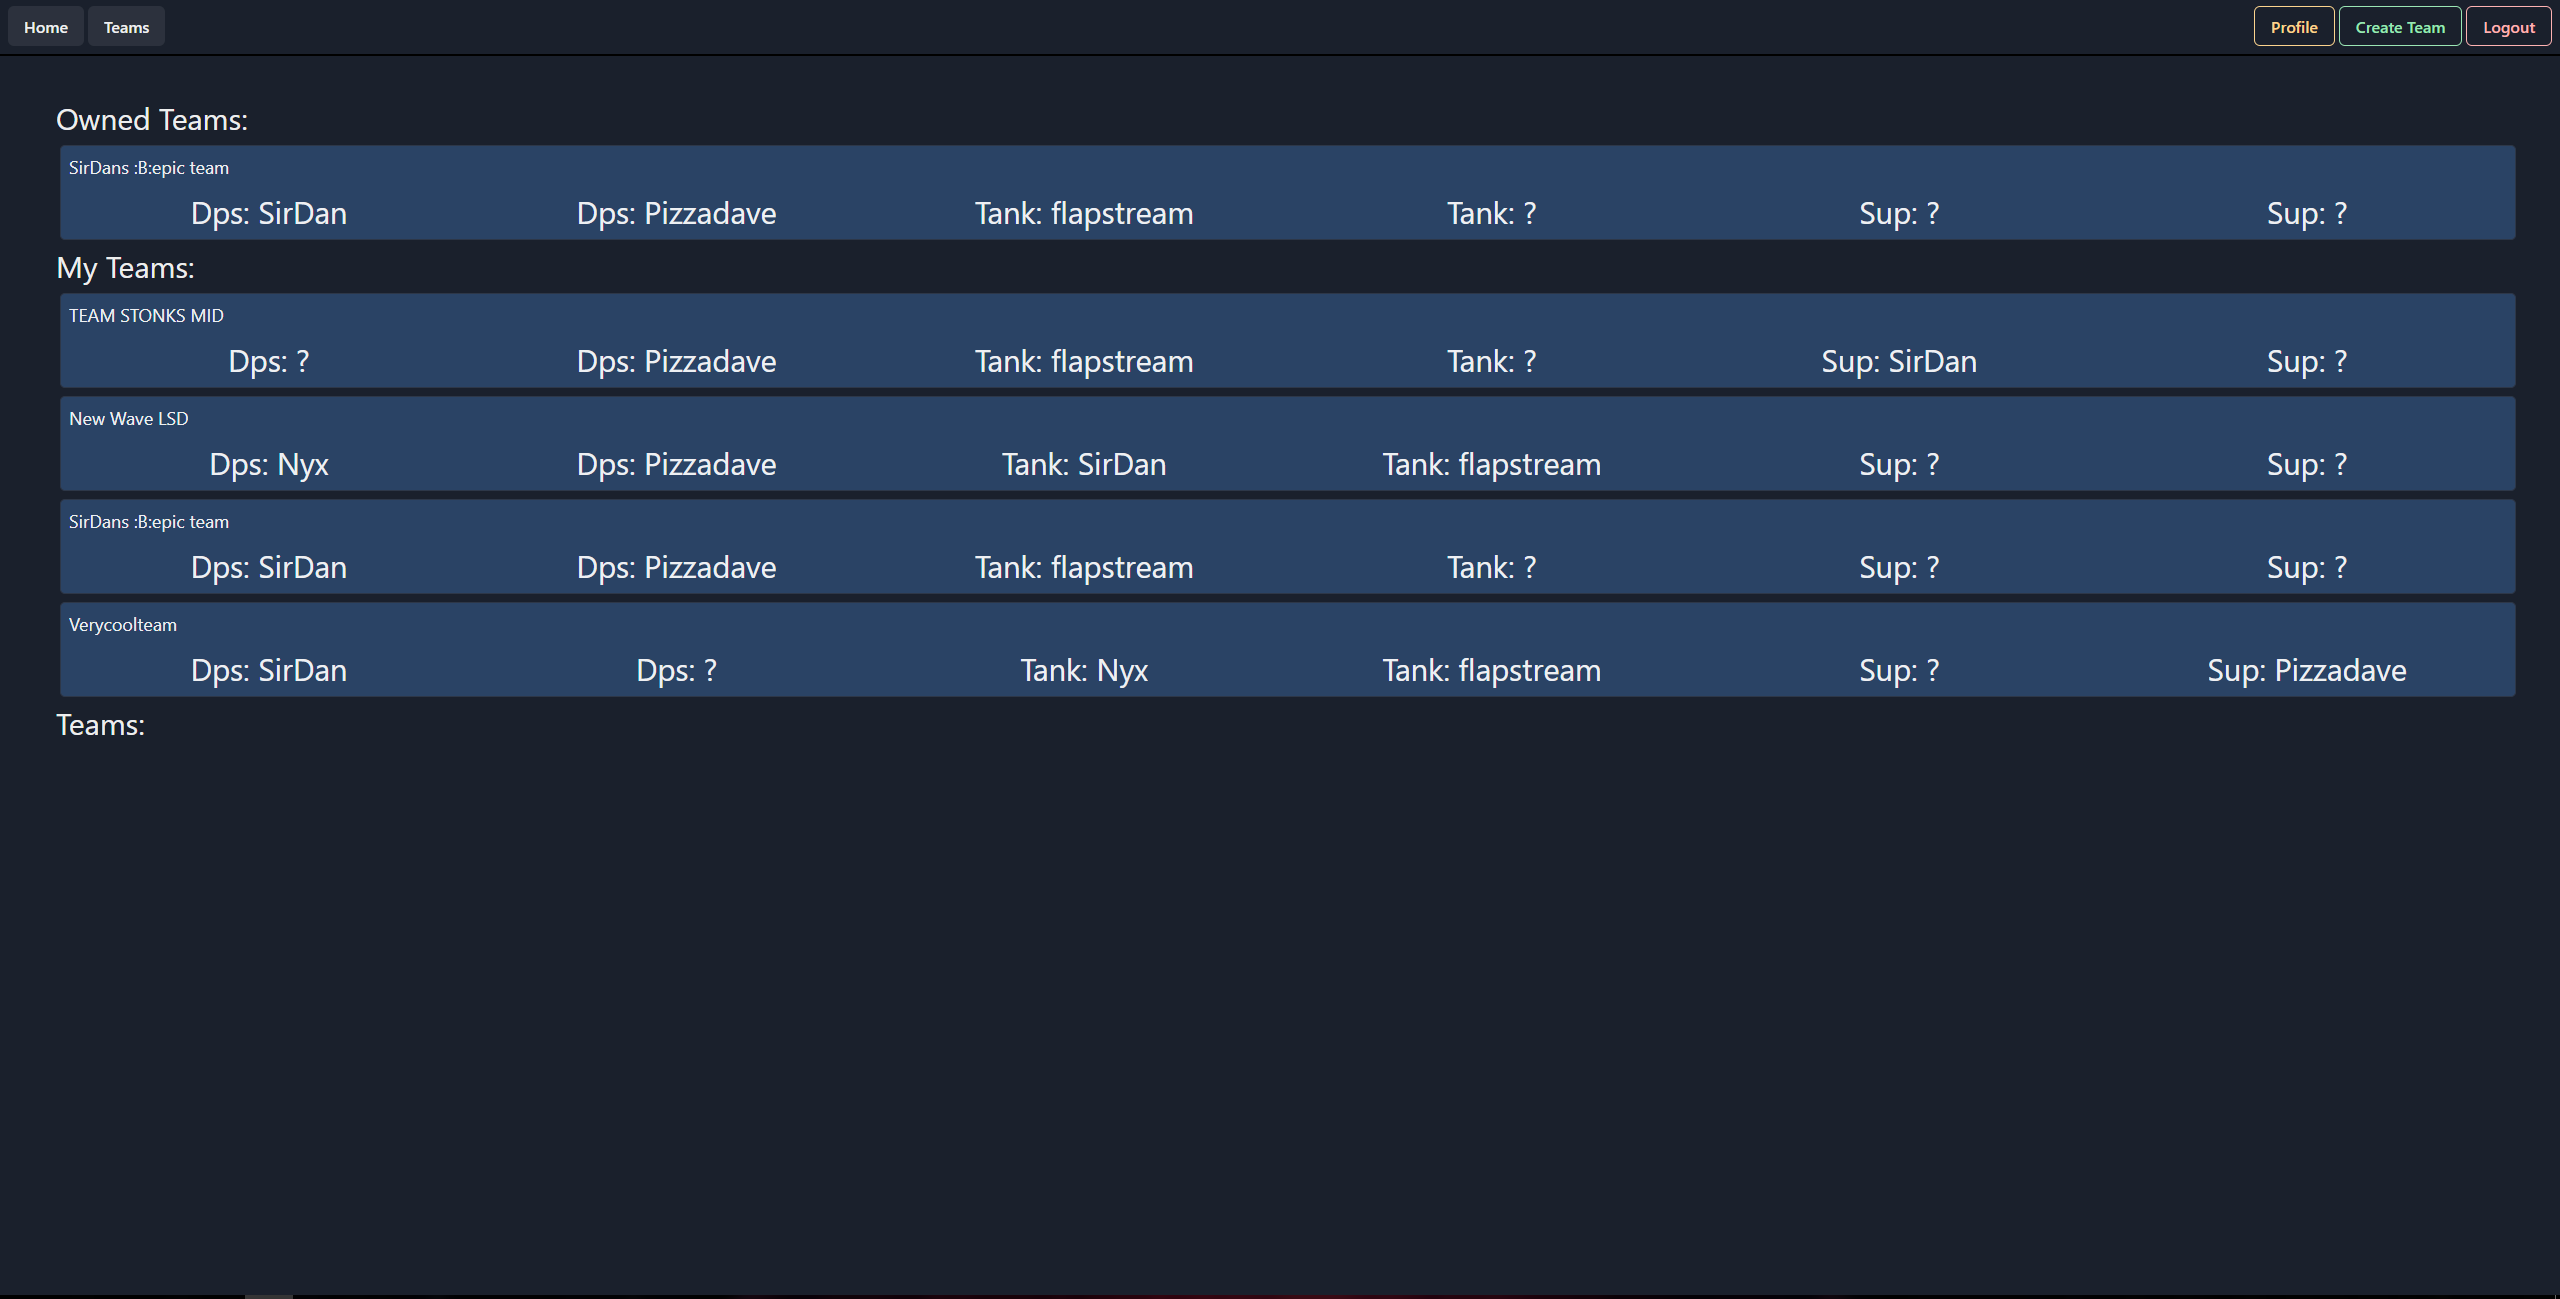 Home Teams Profile Create Team Logout
Owned Teams:
SirDans :B:epic team
Dps: SirDan Dps: Pizzadave Tank: flapstream Tank: ? Sup: ? Sup: ?
My Teams:
TEAM STONKS MID
Dps: ? Dps: Pizzadave Tank: flapstream Tank: ? Sup: SirDan Sup: ?
New Wave LSD
Dps: Nyx Dps: Pizzadave Tank: SirDan Tank: flapstream Sup: ? Sup: ?
SirDans :B:epic team
Dps: SirDan Dps: Pizzadave Tank: flapstream Tank: ? Sup: ? Sup: ?
Verycoolteam
Dps: SirDan Dps: ? Tank: Nyx Tank: flapstream Sup: ? Sup: Pizzadave
Teams: